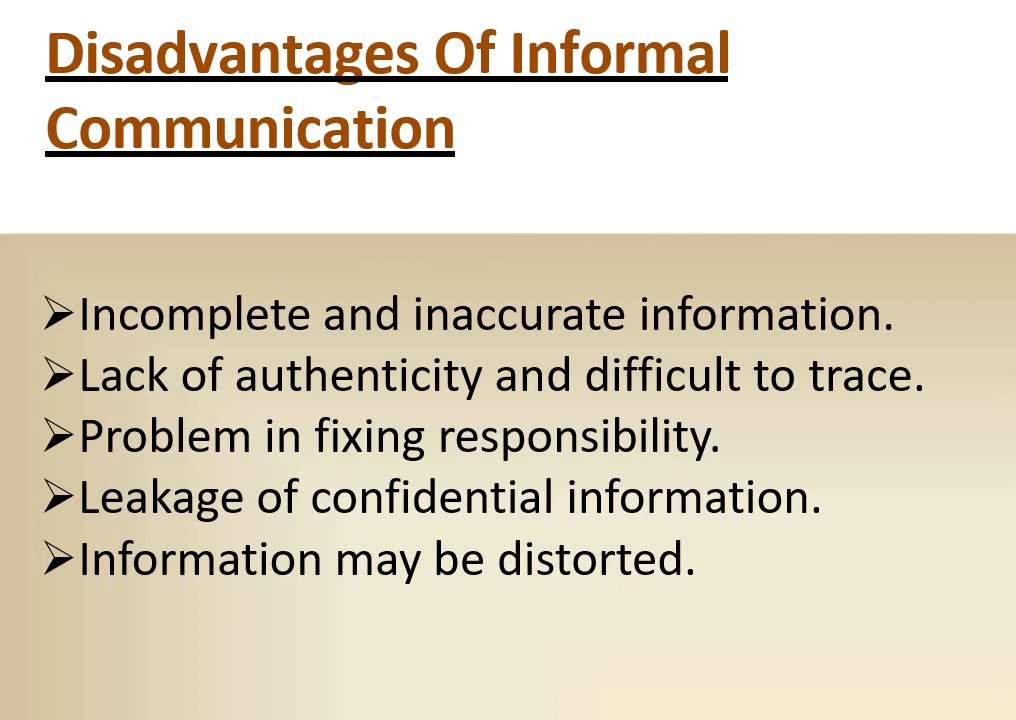 Disadvantages Of Informal
Communication
➢Incomplete and inaccurate information.
➢Lack of authenticity and difficult to trace.
➢Problem in fixing responsibility.
➢Leakage of confidential information.
➢Information may be distorted.